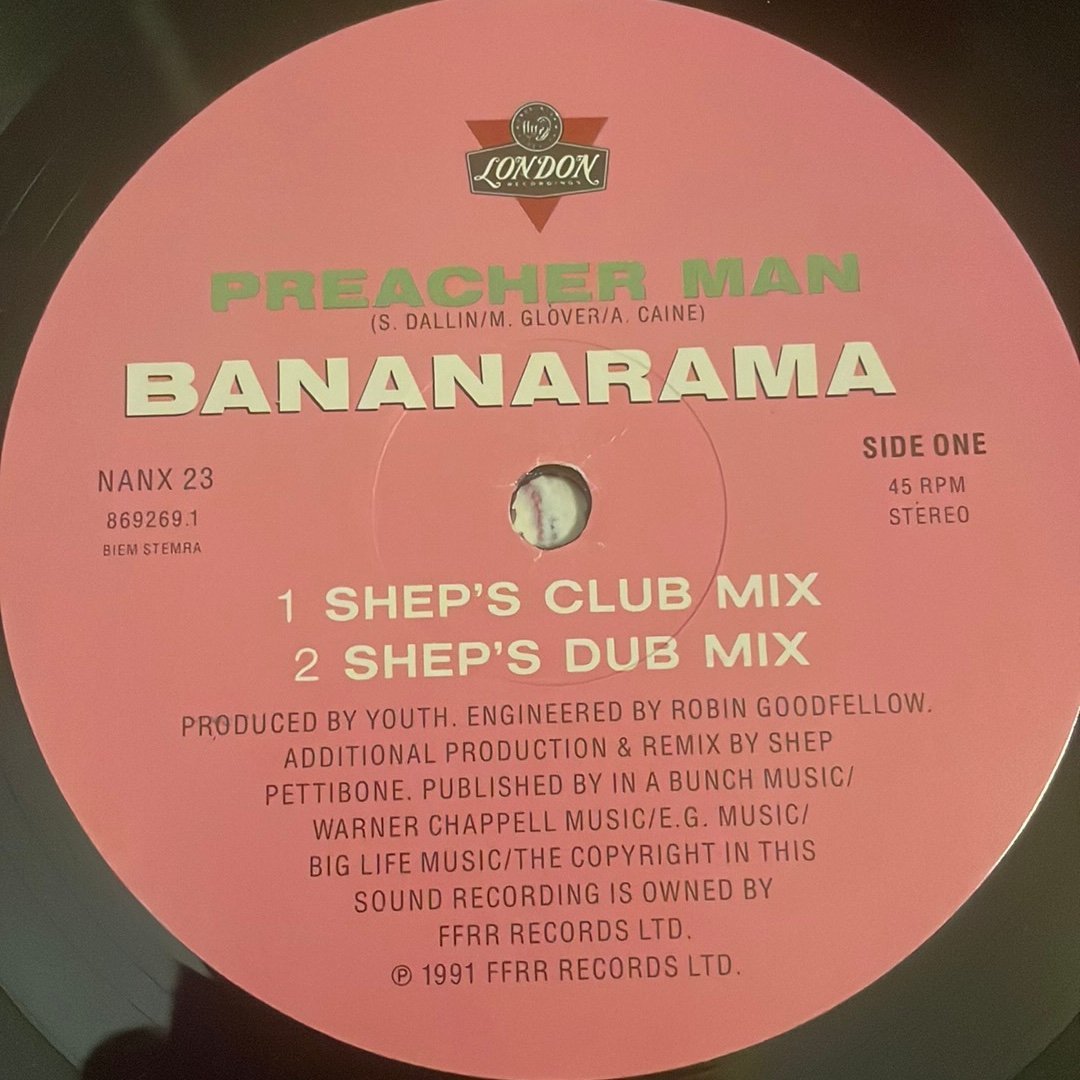 LONDON
RECORDINGS
PREACHER MAN
(S. DALLIN/M. GLOVER/A. CAINE)
BANANARAMA
NANX 23
869269.1
BIEM STEMRA
SIDE ONE
45 RPM
STEREO
1 SHEP'S CLUB MIX
2 SHEP'S DUB MIX
PRODUCED BY YOUTH. ENGINEERED BY ROBIN GOODFELLOW.
ADDITIONAL PRODUCTION & REMIX BY SHEP
PETTIBONE. PUBLISHED BY IN A BUNCH MUSIC/
WARNER CHAPPELL MUSIC/E.G. MUSIC/
BIG LIFE MUSIC/THE COPYRIGHT IN THIS
SOUND RECORDING IS OWNED BY
FFRR RECORDS LTD.
℗ 1991 FFRR RECORDS LTD.